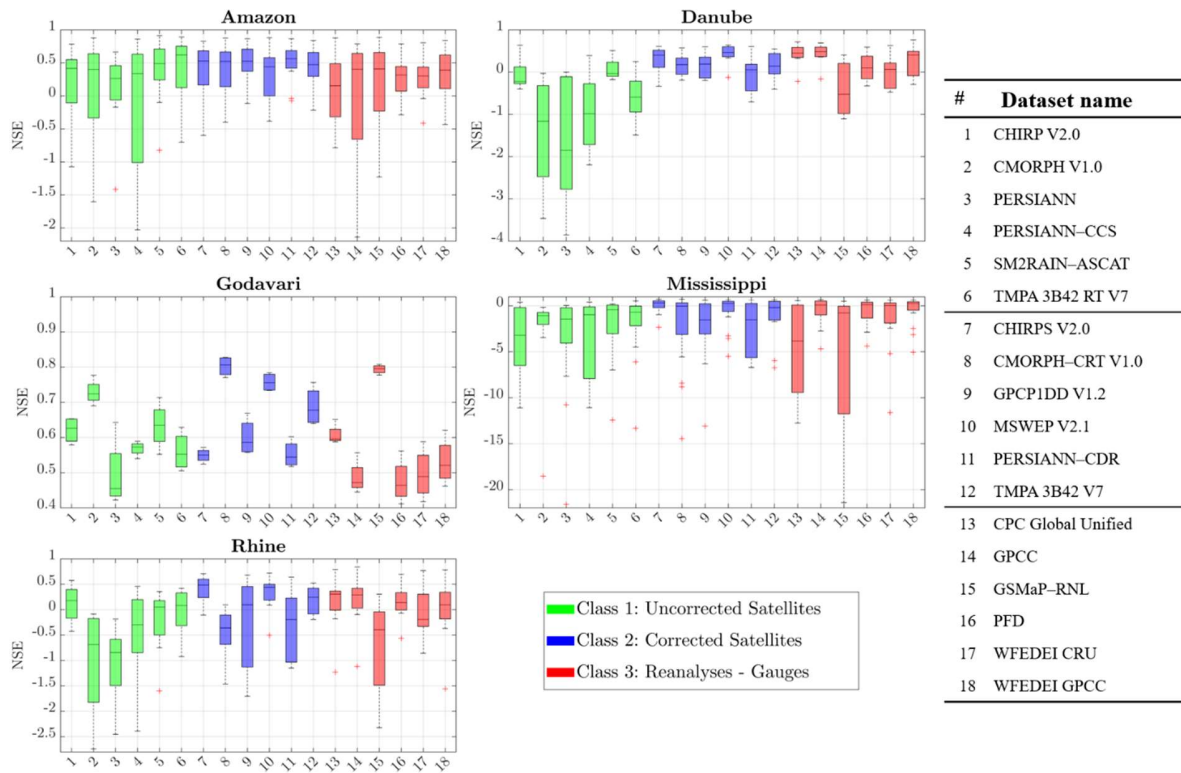 Amazon
NSE
1
0.5
0
-0.5
-1
-1.5
-2
1 2 3 4 5 6 7 8 9 10 11 12 13 14 15 16 17 18
Danube
NSE
1
0
-1
-2
-3
-4
1 2 3 4 5 6 7 8 9 10 11 12 13 14 15 16 17 18
Godavari
NSE
1
0.9
0.8
0.7
0.6
0.5
0.4
1 2 3 4 5 6 7 8 9 10 11 12 13 14 15 16 17 18
Mississippi
NSE
0
-5
-10
-15
-20
1 2 3 4 5 6 7 8 9 10 11 12 13 14 15 16 17 18
Rhine
NSE
1
0.5
0
-0.5
-1
-1.5
-2
-2.5
1 2 3 4 5 6 7 8 9 10 11 12 13 14 15 16 17 18
Class 1: Uncorrected Satellites
Class 2: Corrected Satellites
Class 3: Reanalyses - Gauges
# Dataset name
1 CHIRP V2.0
2 CMORPH V1.0
3 PERSIANN
4 PERSIANN–CCS
5 SM2RAIN–ASCAT
6 TMPA 3B42 RT V7
7 CHIRPS V2.0
8 CMORPH–CRT V1.0
9 GPCP1DD V1.2
10 MSWEP V2.1
11 PERSIANN–CDR
12 TMPA 3B42 V7
13 CPC Global Unified
14 GPCC
15 GSMaP–RNL
16 PFD
17 WFEDEI CRU
18 WFEDEI GPCC